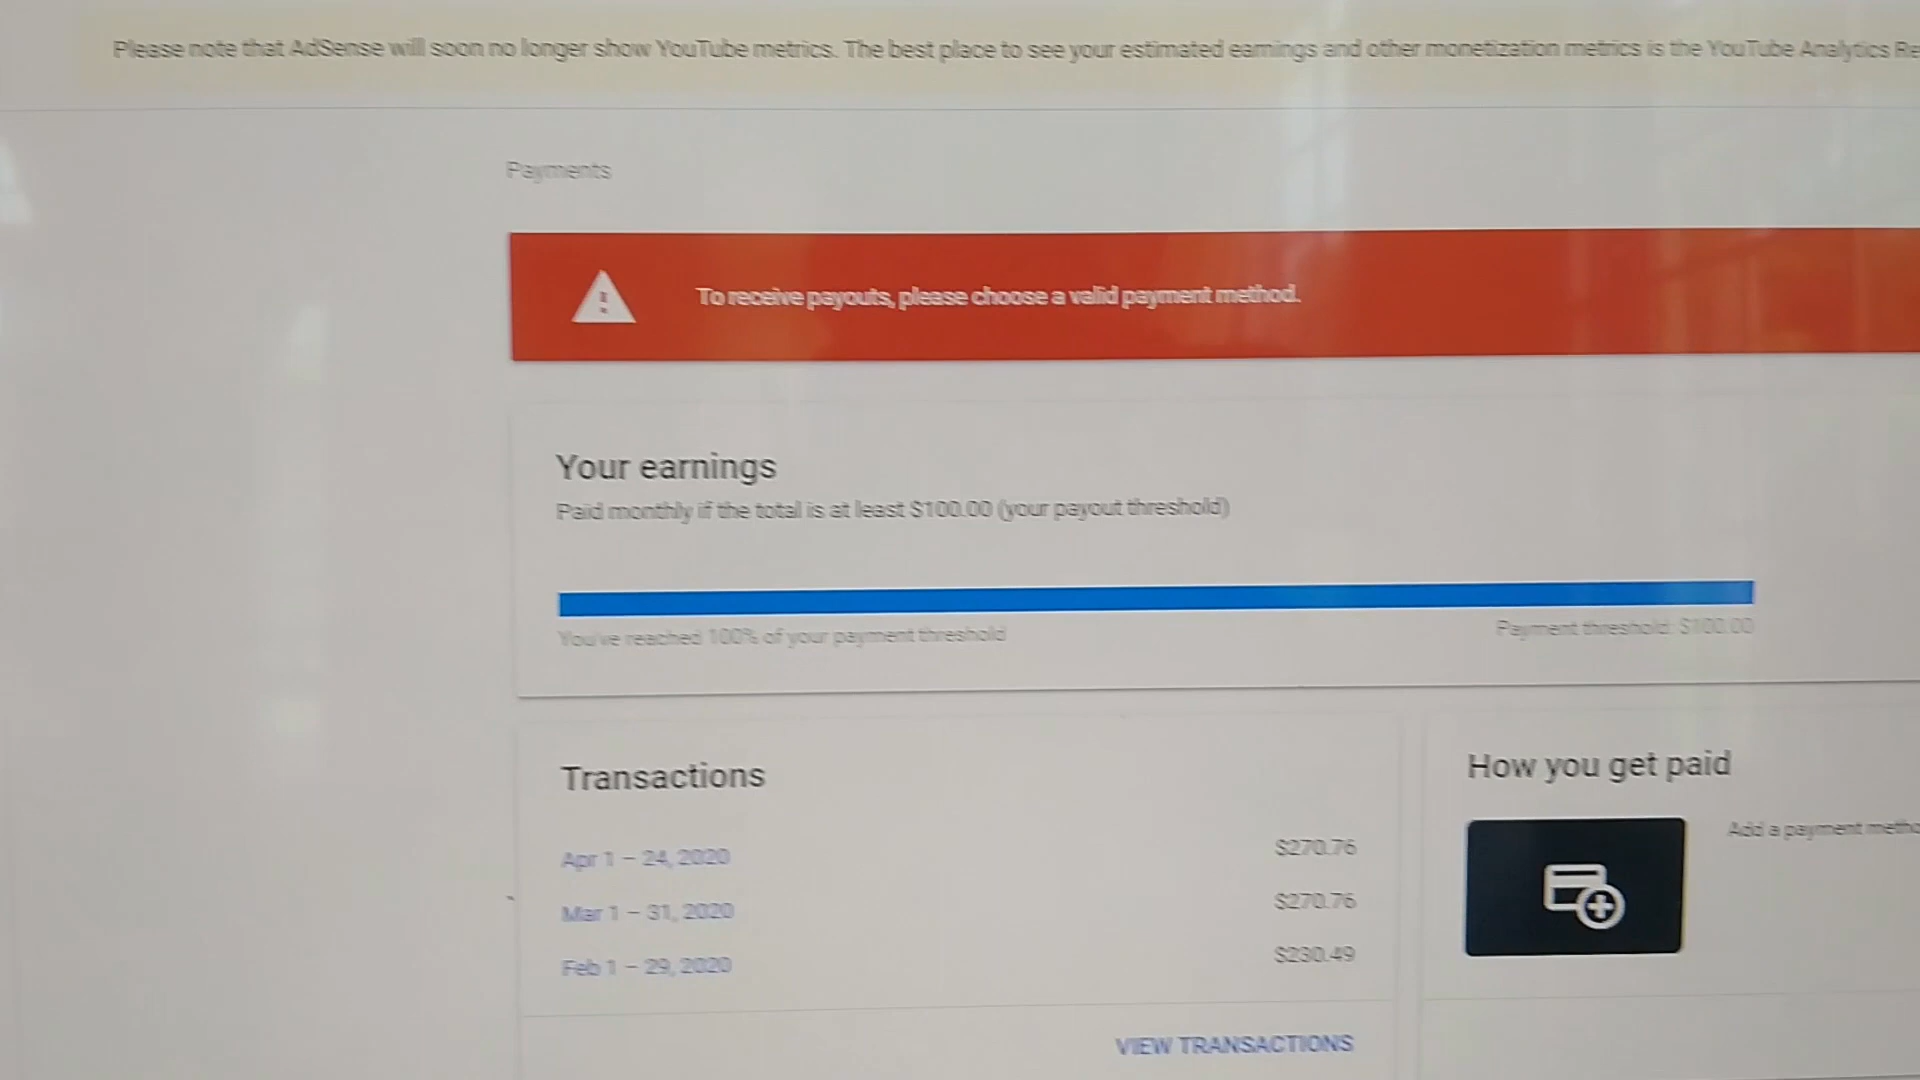 Please note that AdSense will soon no longer show YouTube metrics. The best place to see your estimated earnings and other monetization metrics is the YouTube Analytics Re
Payments
To receive payouts, please choose a valid payment method.
Your earnings
Paid monthly if the total is at least $100.00 (your payout threshold)
You've reached 100% of your payment threshold
Payment threshold: $100.00
Transactions
Apr 1 – 24, 2020 $270.76
Mar 1 – 31, 2020 $270.76
Feb 1 – 29, 2020 $230.49
VIEW TRANSACTIONS
How you get paid
Add a payment metho